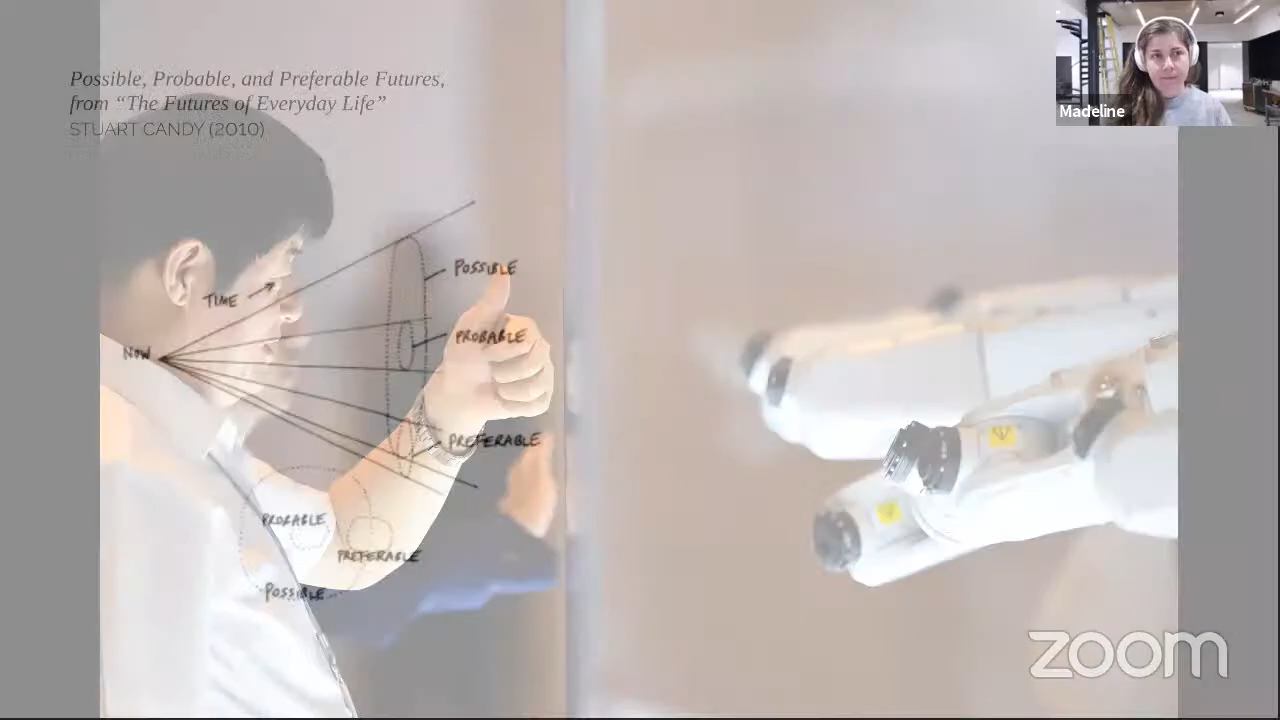 Possible, Probable, and Preferable Futures,
from “The Futures of Everyday Life”
STUART CANDY (2010)
Madeline
POSSIBLE
TIME
PROBABLE
NOW
PREFERABLE
PROBABLE
PREFERABLE
POSSIBLE
zoom